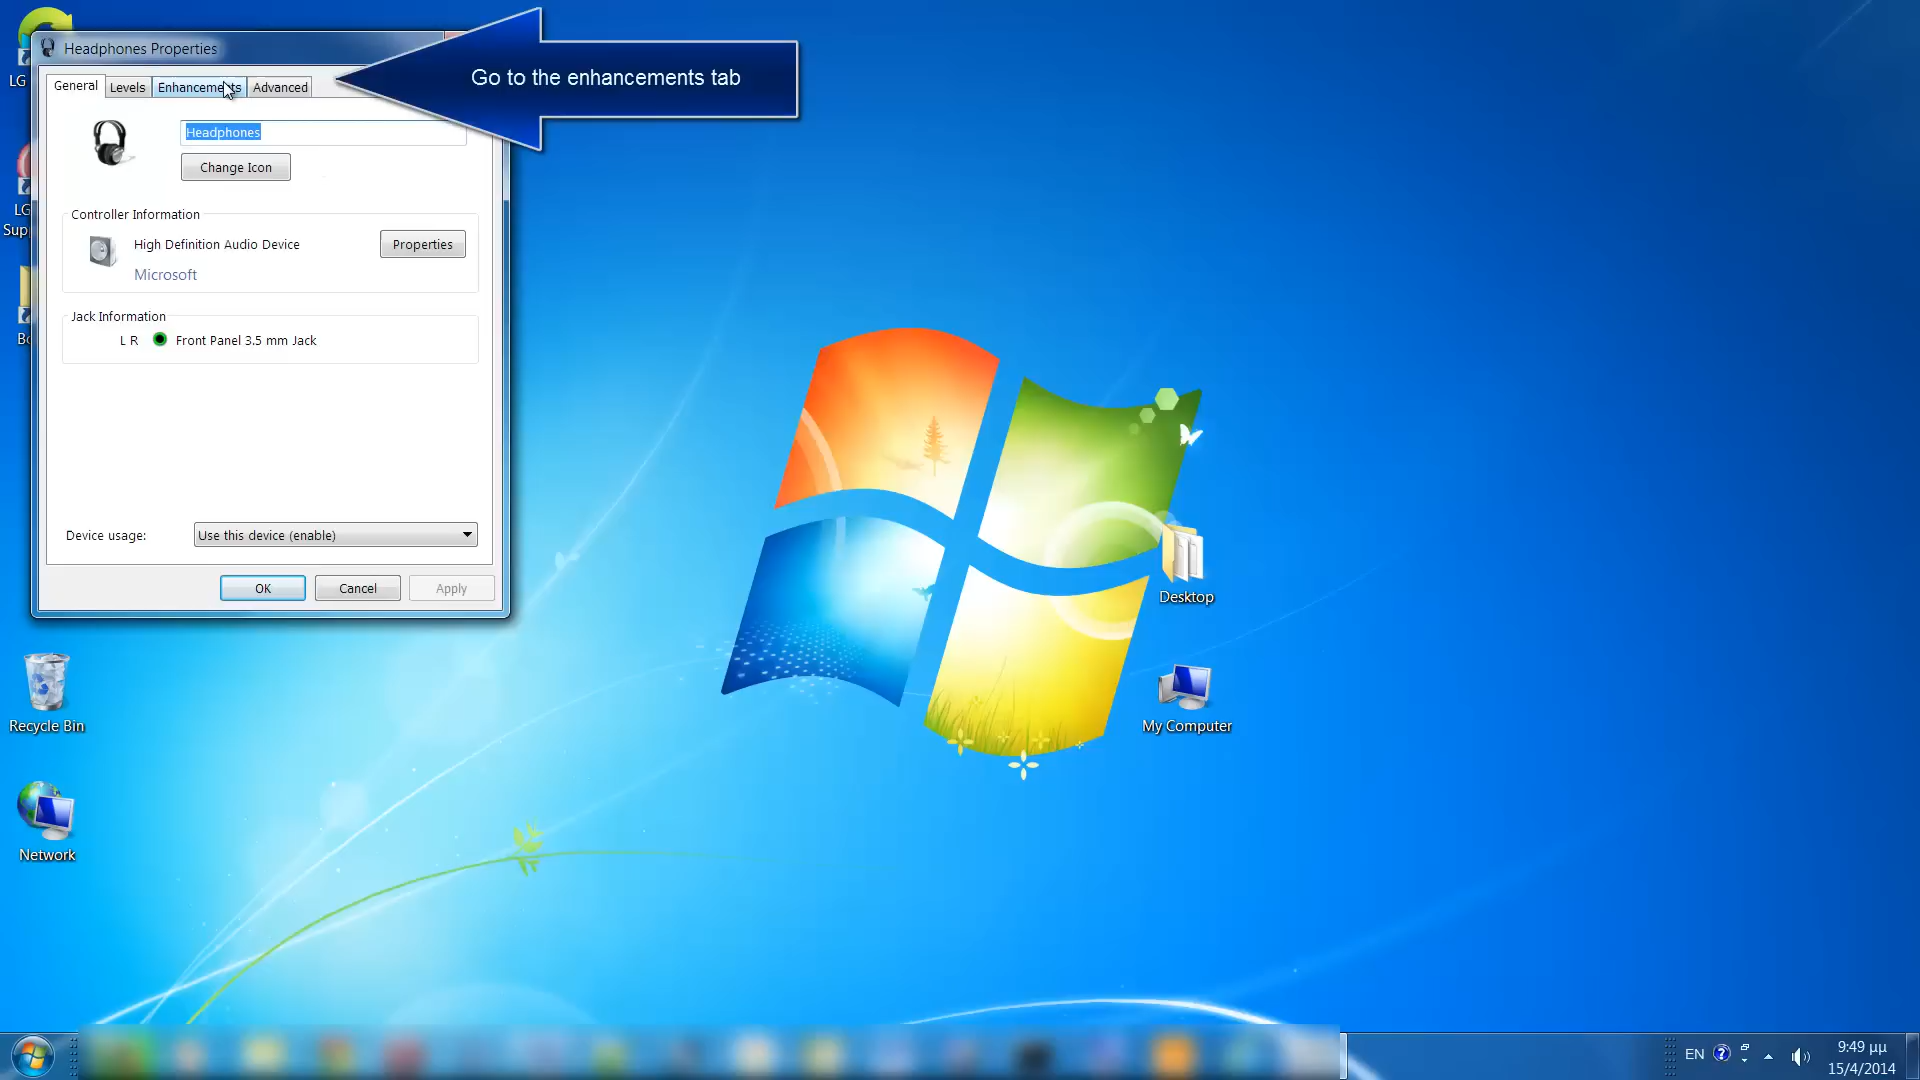 Headphones Properties
General
Levels
Enhancements
Advanced
Go to the enhancements tab
Headphones
Change Icon
Controller Information
High Definition Audio Device
Properties
Microsoft
Jack Information
L R
Front Panel 3.5 mm Jack
Device usage:
Use this device (enable)
OK
Cancel
Apply
LG
LG
Desktop
My Computer
Recycle Bin
Network
EN
9:49 μμ
15/4/2014